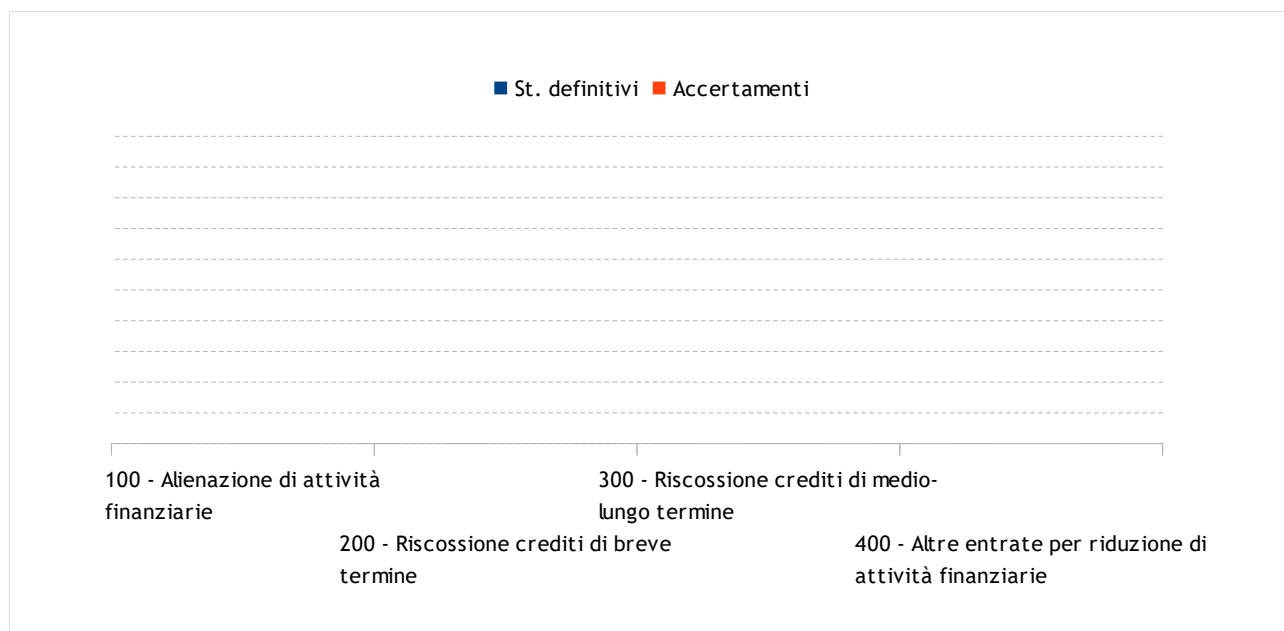 St. definitivi Accertamenti
100 - Alienazione di attività
finanziarie
200 - Riscossione crediti di breve
termine
300 - Riscossione crediti di medio-
lungo termine
400 - Altre entrate per riduzione di
attività finanziarie